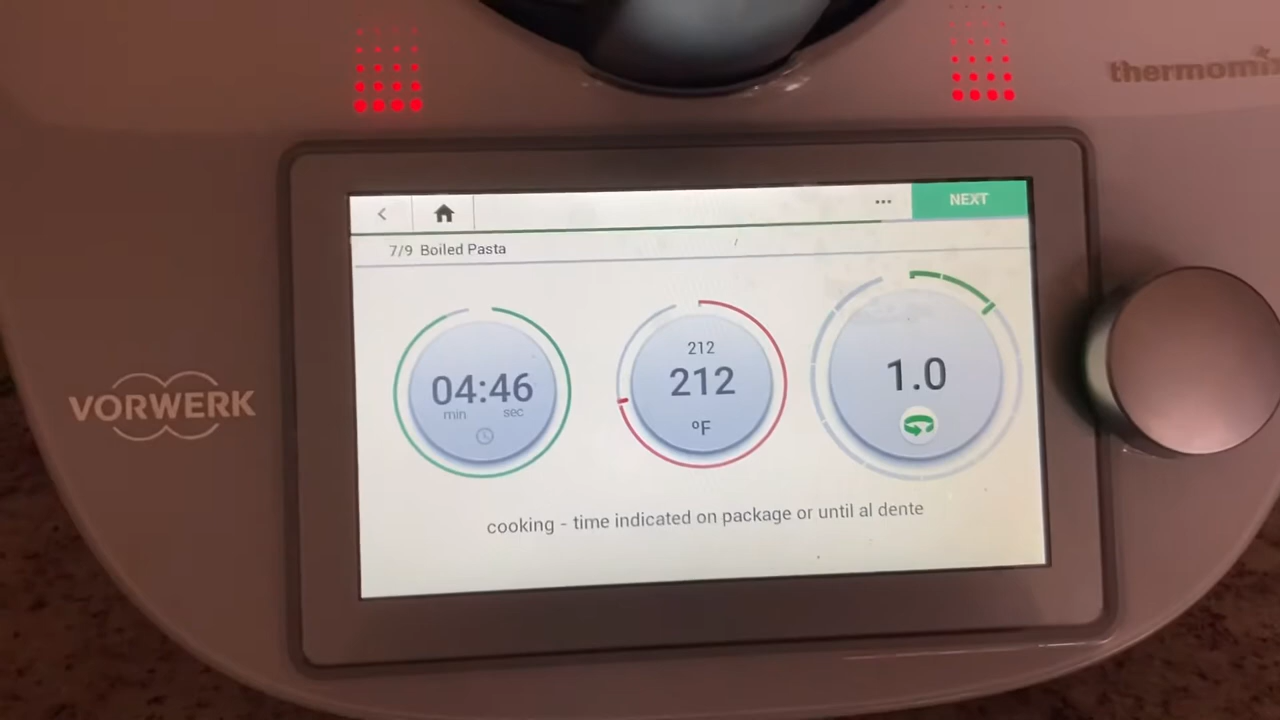 thermomix
NEXT
7/9 Boiled Pasta
04:46
min sec
212
212
°F
1.0
VORWERK
cooking - time indicated on package or until al dente